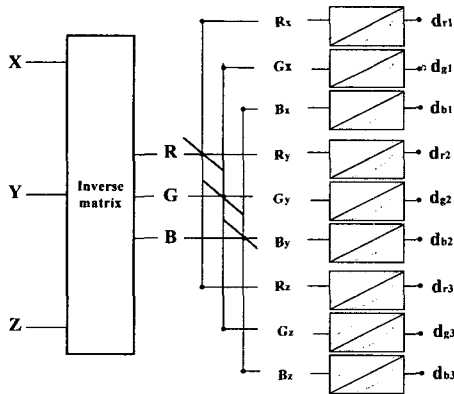 X
Y
Z
Inverse
matrix
R
G
B
Rx
dr1
Gx
dg1
Bx
db1
Ry
dr2
Gy
dg2
By
db2
Rz
dr3
Gz
dg3
Bz
db3